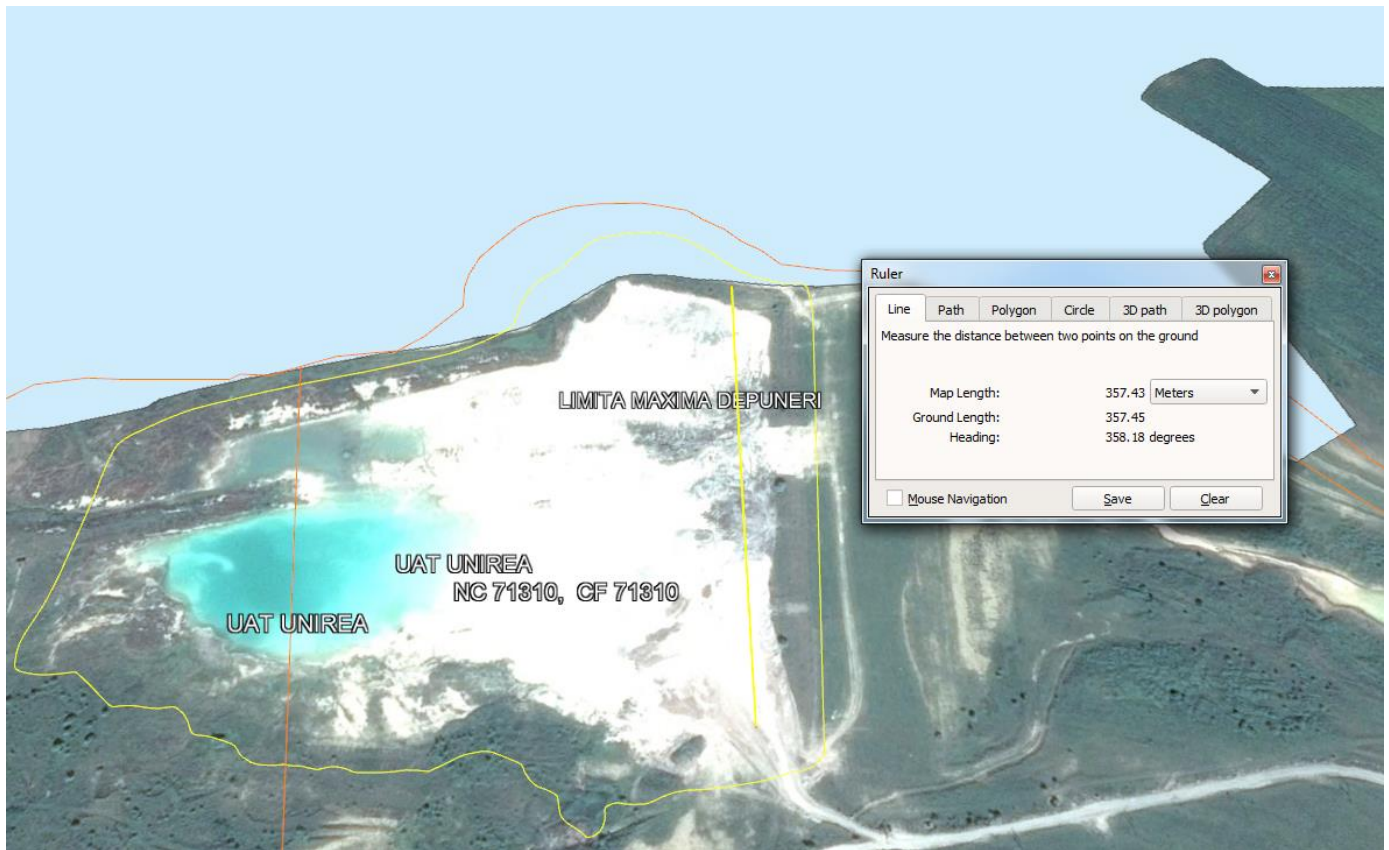 Ruler
Line Path Polygon Circle 3D path 3D polygon
Measure the distance between two points on the ground
Map Length: 357.43 Meters
Ground Length: 357.45
Heading: 358.18 degrees
Mouse Navigation Save Clear
LIMITA MAXIMA DEPUNERI
UAT UNIREA
NC 71310, CF 71310
UAT UNIREA